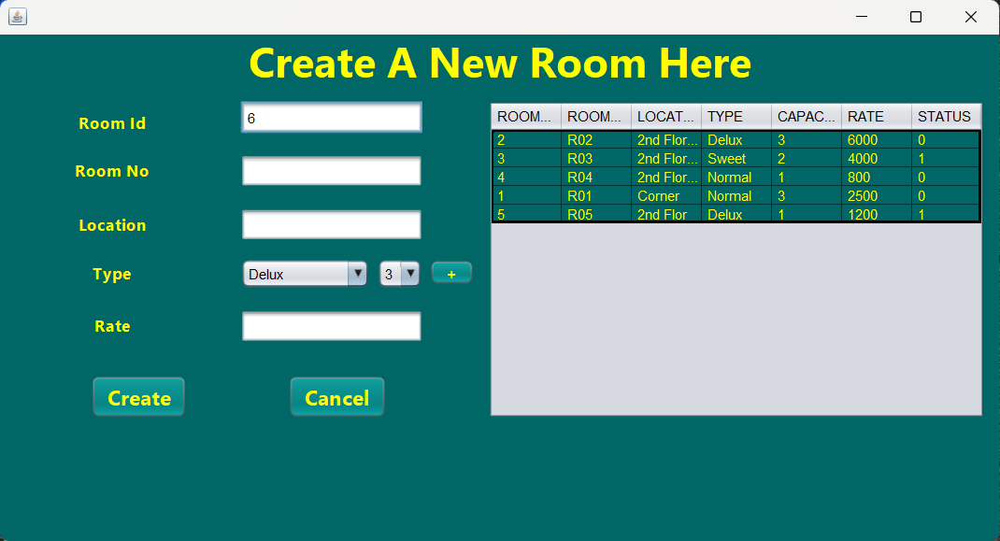 Create A New Room Here
Room Id 6
Room No
Location
Type Delux 3 +
Rate
Create Cancel
ROOM... ROOM... LOCAT... TYPE CAPAC... RATE STATUS
2 R02 2nd Flor... Delux 3 6000 0
3 R03 2nd Flor... Sweet 2 4000 1
4 R04 2nd Flor... Normal 1 800 0
1 R01 Corner Normal 3 2500 0
5 R05 2nd Flor Delux 1 1200 1